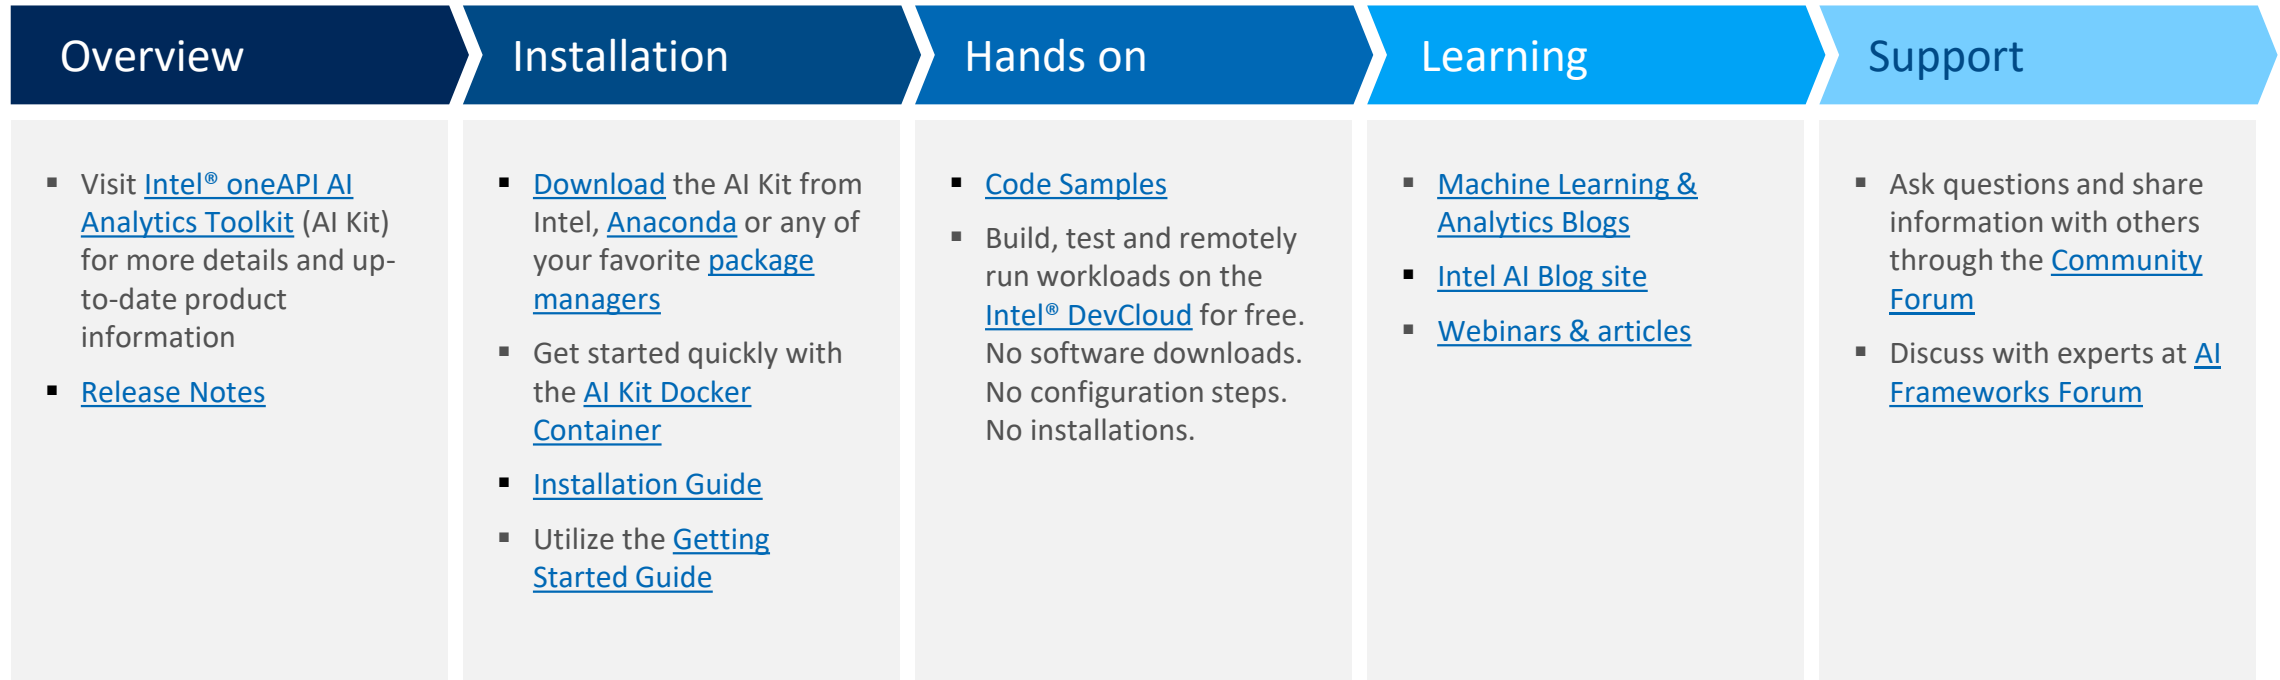 Overview
Installation
Hands on
Learning
Support
▪ Visit Intel® oneAPI AI
Analytics Toolkit (AI Kit)
for more details and up-
to-date product
information
▪ Release Notes
▪ Download the AI Kit from
Intel, Anaconda or any of
your favorite package
managers
▪ Get started quickly with
the AI Kit Docker
Container
▪ Installation Guide
▪ Utilize the Getting
Started Guide
▪ Code Samples
▪ Build, test and remotely
run workloads on the
Intel® DevCloud for free.
No software downloads.
No configuration steps.
No installations.
▪ Machine Learning &
Analytics Blogs
▪ Intel AI Blog site
▪ Webinars & articles
▪ Ask questions and share
information with others
through the Community
Forum
▪ Discuss with experts at AI
Frameworks Forum